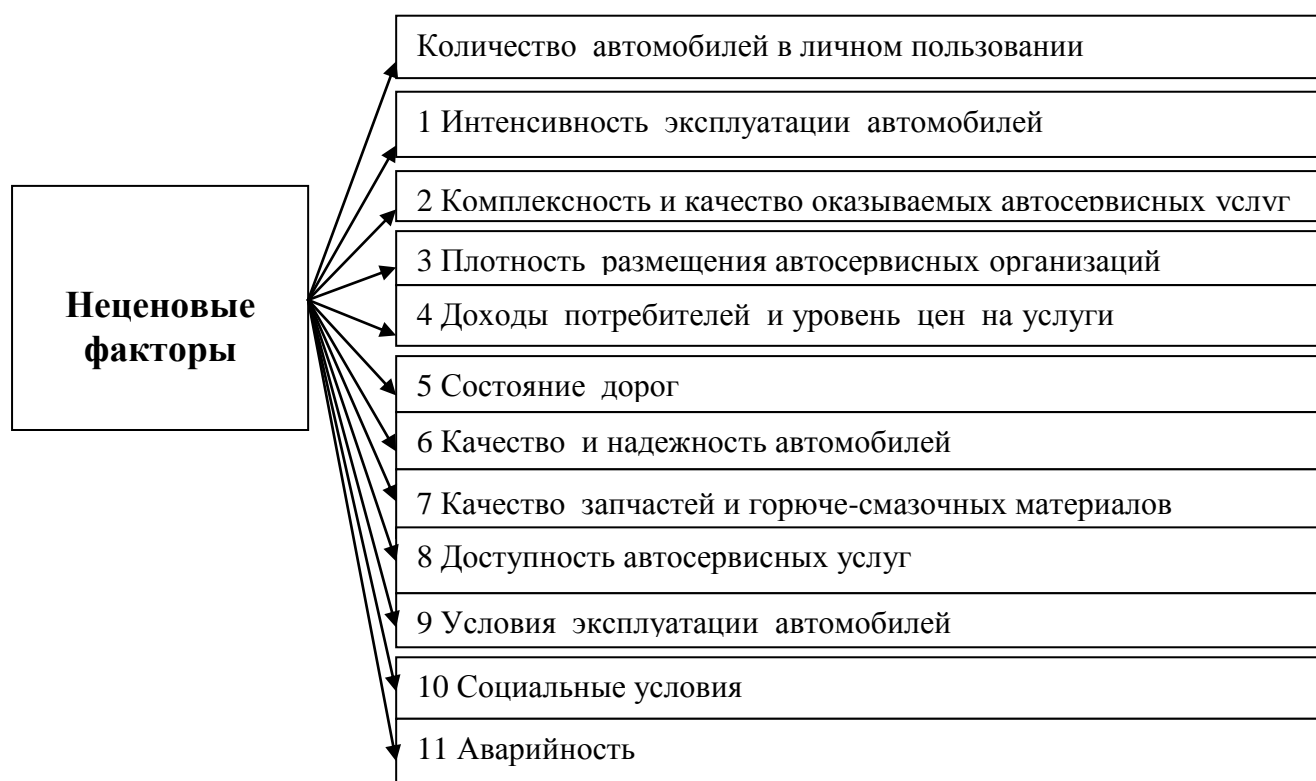 Количество автомобилей в личном пользовании
1 Интенсивность эксплуатации автомобилей
2 Комплексность и качество оказываемых автосервисных услуг
3 Плотность размещения автосервисных организаций
Неценовые
факторы
4 Доходы потребителей и уровень цен на услуги
5 Состояние дорог
6 Качество и надежность автомобилей
7 Качество запчастей и горюче-смазочных материалов
8 Доступность автосервисных услуг
9 Условия эксплуатации автомобилей
10 Социальные условия
11 Аварийность